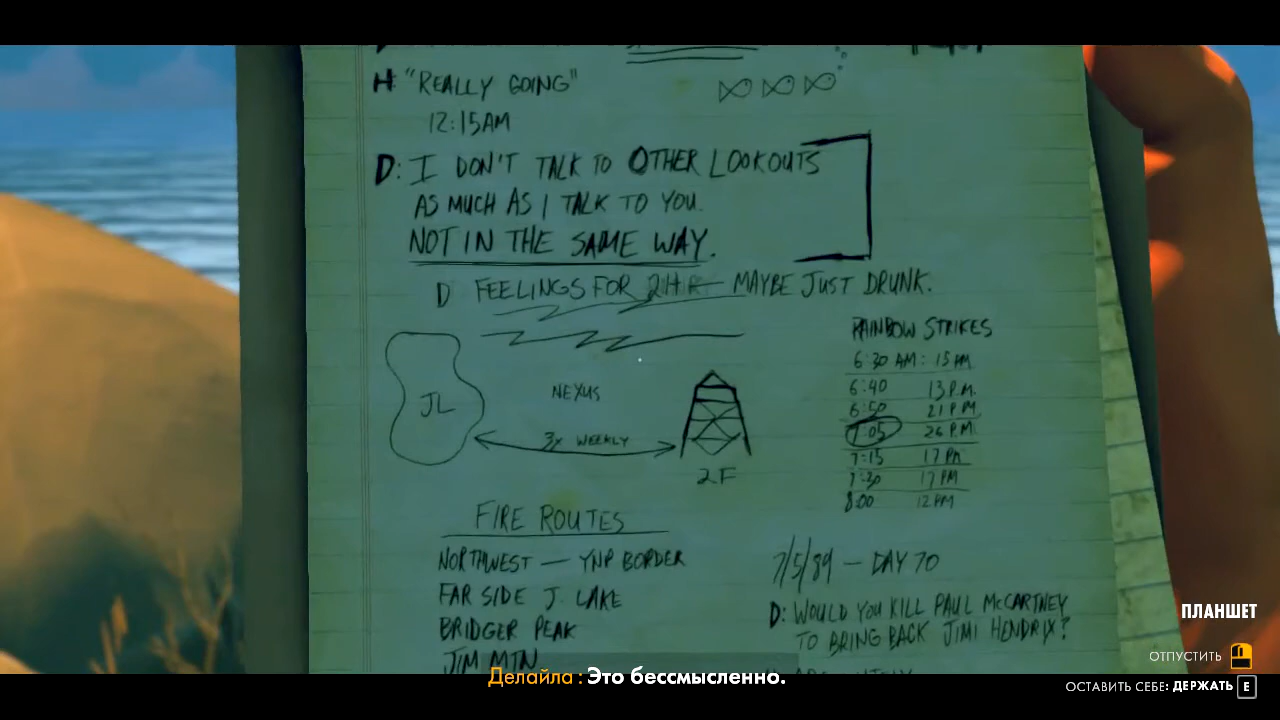 H: "REALLY GOING"
12:15AM
D: I DON'T TALK TO OTHER LOOKOUTS
AS MUCH AS I TALK TO YOU.
NOT IN THE SAME WAY.
D FEELINGS FOR MAYBE JUST DRUNK.
RAINBOW STRIKES
6:30 AM: 15 PM
6:40 13 P.M.
6:50 21 P.M.
7:05 26 P.M.
7:15 17 PM
7:30 17 PM
8:00 12 PM
JL
NEXUS
3x WEEKLY
2F
FIRE ROUTES
NORTHWEST — YNP BORDER
FAR SIDE J. LAKE
BRIDGER PEAK
JIM MTN
7/5/89 — DAY 70
D: WOULD YOU KILL PAUL McCARTNEY
TO BRING BACK JIMI HENDRIX?
ПЛАНШЕТ
ОТПУСТИТЬ
ОСТАВИТЬ СЕБЕ: ДЕРЖАТЬ E
Делайла : Это бессмысленно.